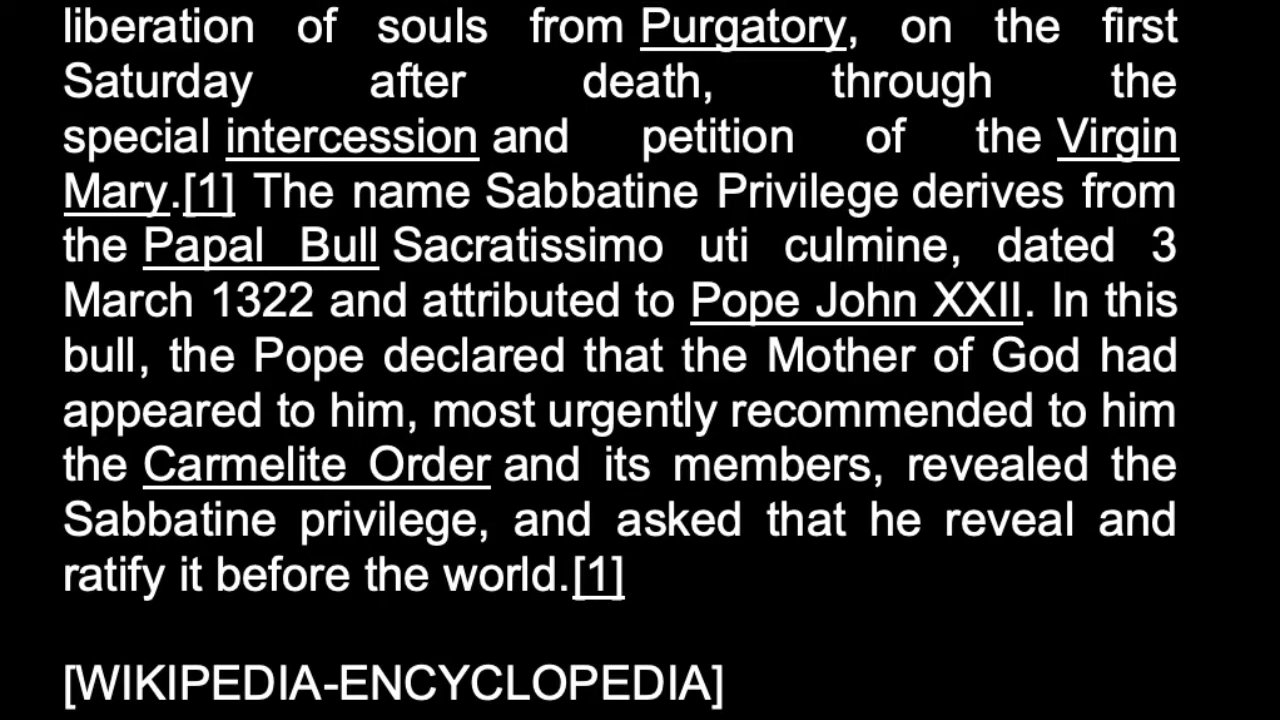 liberation of souls from Purgatory, on the first
Saturday after death, through the
special intercession and petition of the Virgin
Mary.[1] The name Sabbatine Privilege derives from
the Papal Bull Sacratissimo uti culmine, dated 3
March 1322 and attributed to Pope John XXII. In this
bull, the Pope declared that the Mother of God had
appeared to him, most urgently recommended to him
the Carmelite Order and its members, revealed the
Sabbatine privilege, and asked that he reveal and
ratify it before the world.[1]
[WIKIPEDIA-ENCYCLOPEDIA]